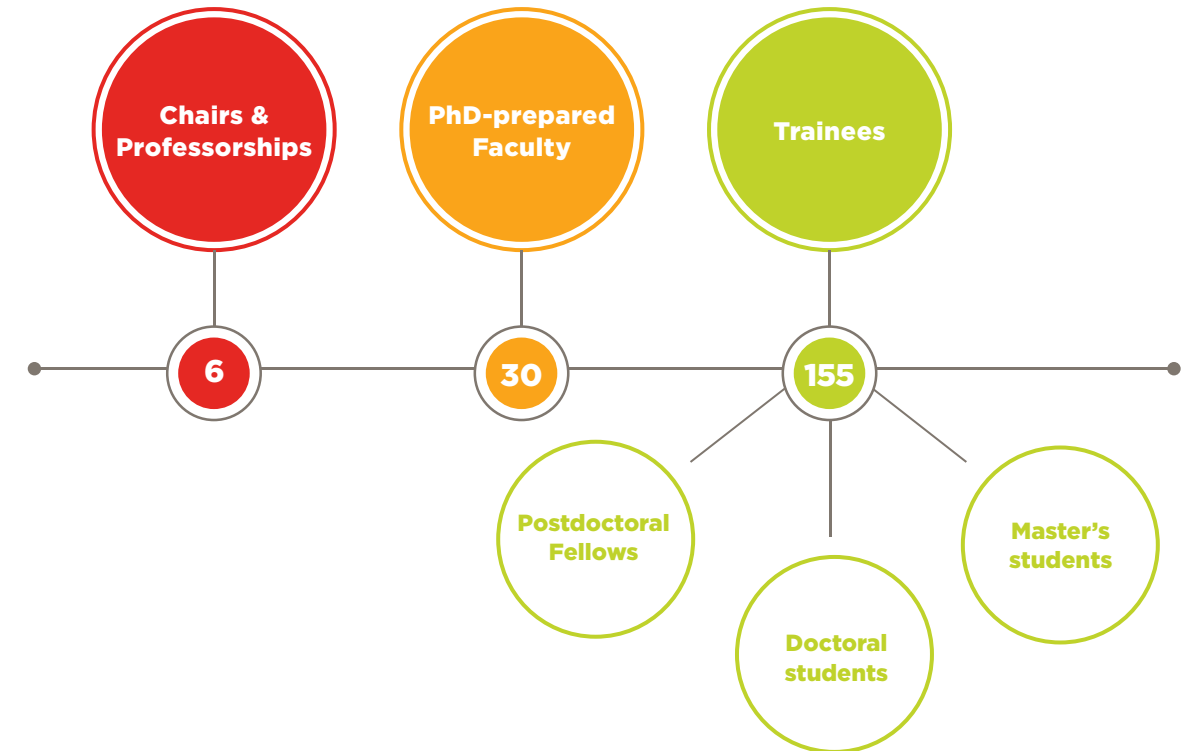 Chairs &
Professorships
PhD-prepared
Faculty
Trainees
6
30
155
Postdoctoral
Fellows
Doctoral
students
Master’s
students